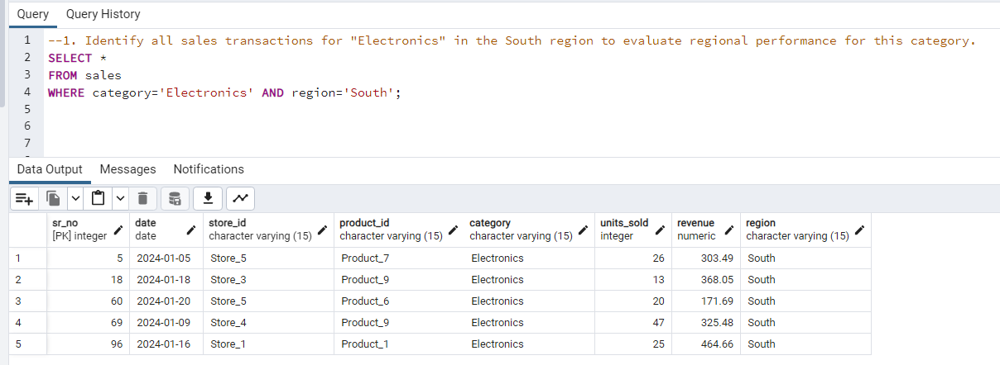 Query Query History
1 --1. Identify all sales transactions for "Electronics" in the South region to evaluate regional performance for this category.
2 SELECT *
3 FROM sales
4 WHERE category='Electronics' AND region='South';
5
6
7
Data Output Messages Notifications
sr_no date store_id product_id category units_sold revenue region
[PK] integer date character varying (15) character varying (15) character varying (15) integer numeric character varying (15)
1 5 2024-01-05 Store_5 Product_7 Electronics 26 303.49 South
2 18 2024-01-18 Store_3 Product_9 Electronics 13 368.05 South
3 60 2024-01-20 Store_5 Product_6 Electronics 20 171.69 South
4 69 2024-01-09 Store_4 Product_9 Electronics 47 325.48 South
5 96 2024-01-16 Store_1 Product_1 Electronics 25 464.66 South